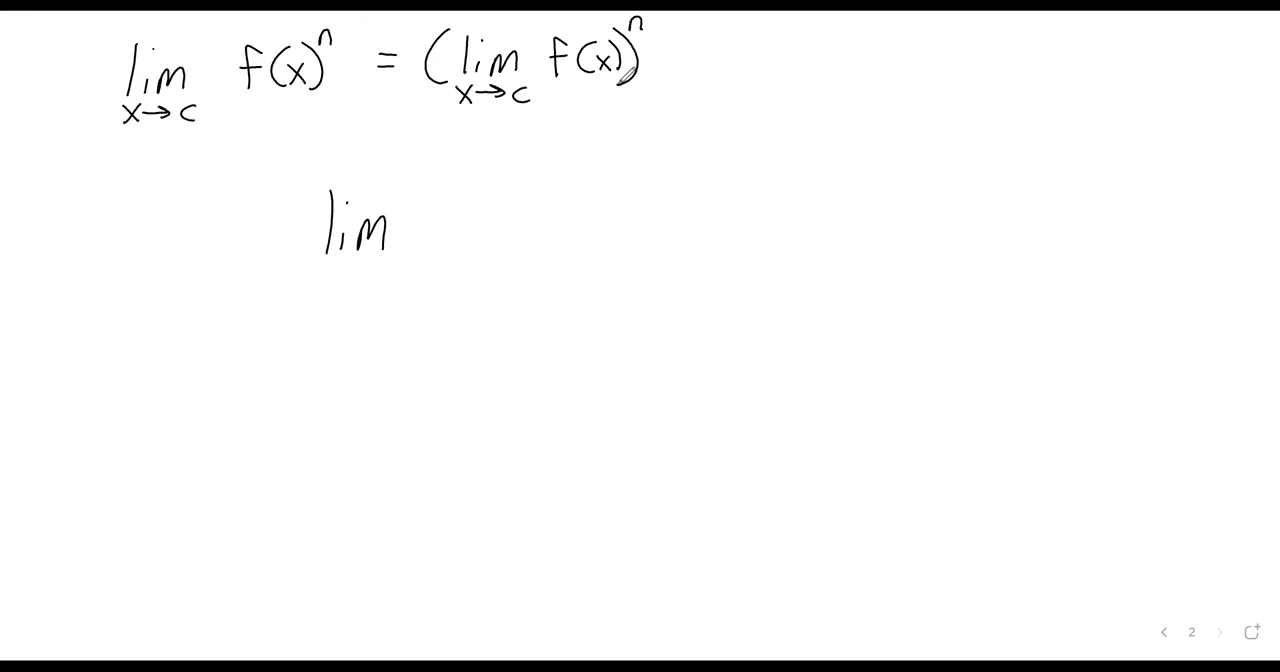 lim f(x)ⁿ = (lim f(x))ⁿ
x→c x→c
lim
2